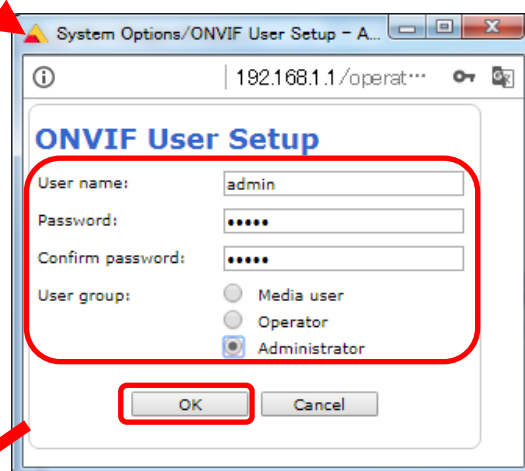 System Options/ONVIF User Setup - A...
192.168.1.1/operat…
ONVIF User Setup
User name: admin
Password: •••••
Confirm password: •••••
User group: Media user
Operator
Administrator
OK Cancel